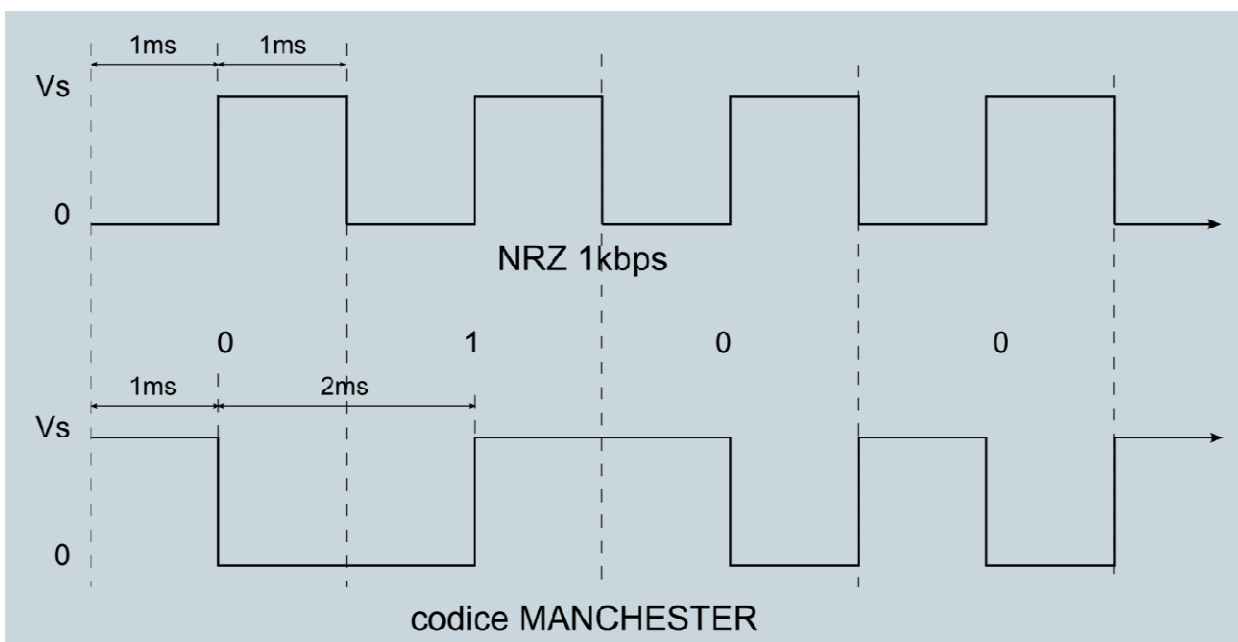 1ms 1ms
Vs
0
NRZ 1kbps
0 1 0 0
1ms 2ms
Vs
0
codice MANCHESTER